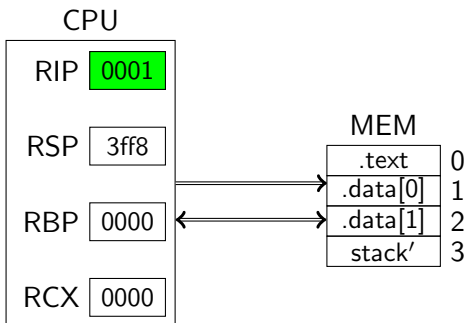 CPU
RIP 0001
RSP 3ff8
RBP 0000
RCX 0000
MEM
.text 0
.data[0] 1
.data[1] 2
stack′ 3